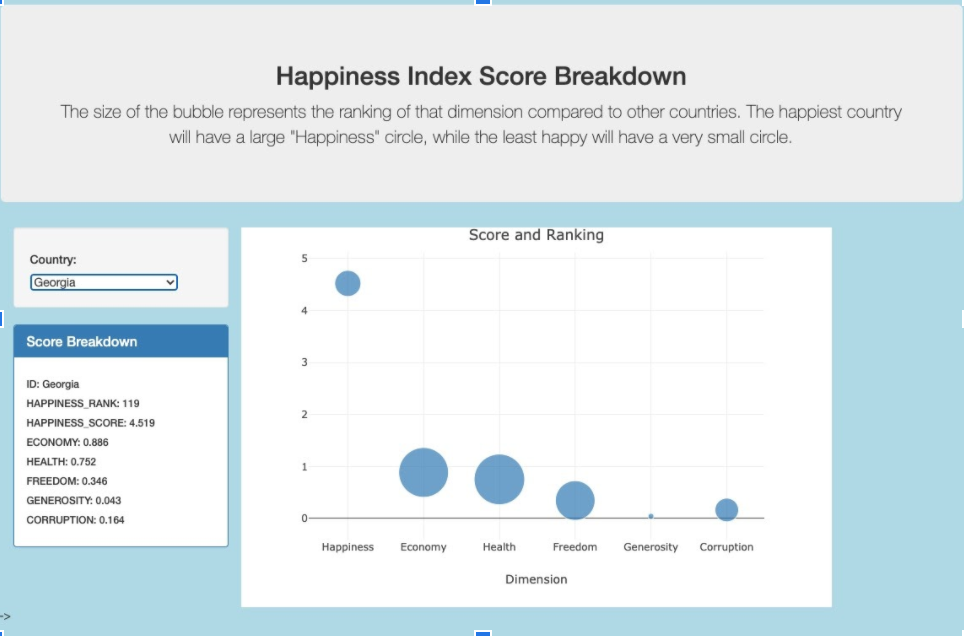 Happiness Index Score Breakdown
The size of the bubble represents the ranking of that dimension compared to other countries. The happiest country
will have a large "Happiness" circle, while the least happy will have a very small circle.
Country:
Georgia
Score Breakdown
ID: Georgia
HAPPINESS_RANK: 119
HAPPINESS_SCORE: 4.519
ECONOMY: 0.886
HEALTH: 0.752
FREEDOM: 0.346
GENEROSITY: 0.043
CORRUPTION: 0.164
Score and Ranking
5
4
3
2
1
0
Happiness Economy Health Freedom Generosity Corruption
Dimension
->